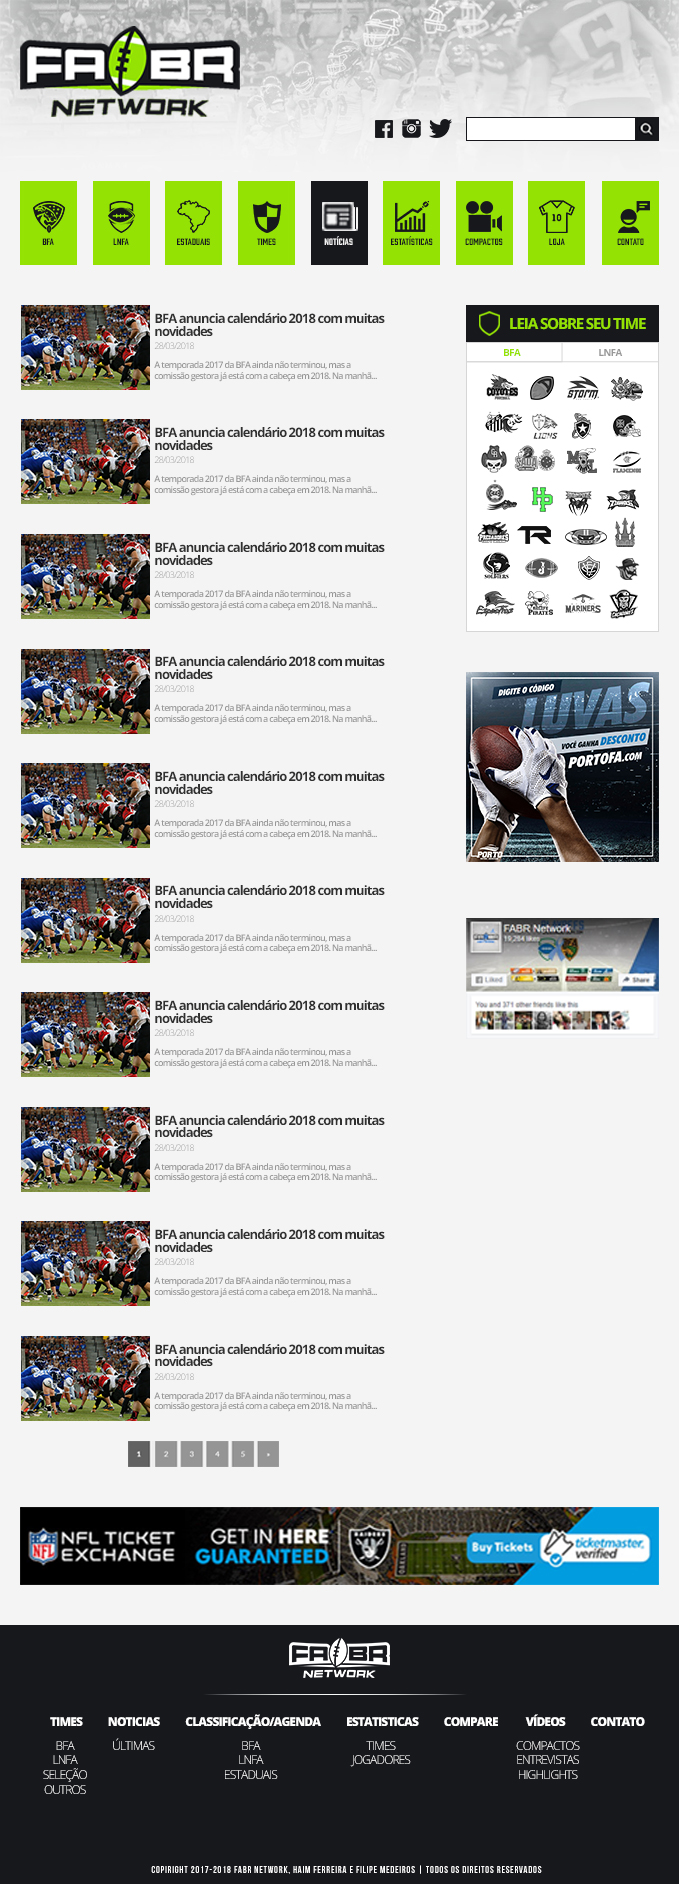 FABR
NETWORK
BFA
LNFA
ESTADUAIS
TIMES
NOTÍCIAS
ESTATÍSTICAS
COMPACTOS
10
LOJA
CONTATO
BFA anuncia calendário 2018 com muitas
novidades
28/03/2018
A temporada 2017 da BFA ainda não terminou, mas a
comissão gestora já está com a cabeça em 2018. Na manhã...
BFA anuncia calendário 2018 com muitas
novidades
28/03/2018
A temporada 2017 da BFA ainda não terminou, mas a
comissão gestora já está com a cabeça em 2018. Na manhã...
BFA anuncia calendário 2018 com muitas
novidades
28/03/2018
A temporada 2017 da BFA ainda não terminou, mas a
comissão gestora já está com a cabeça em 2018. Na manhã...
BFA anuncia calendário 2018 com muitas
novidades
28/03/2018
A temporada 2017 da BFA ainda não terminou, mas a
comissão gestora já está com a cabeça em 2018. Na manhã...
BFA anuncia calendário 2018 com muitas
novidades
28/03/2018
A temporada 2017 da BFA ainda não terminou, mas a
comissão gestora já está com a cabeça em 2018. Na manhã...
BFA anuncia calendário 2018 com muitas
novidades
28/03/2018
A temporada 2017 da BFA ainda não terminou, mas a
comissão gestora já está com a cabeça em 2018. Na manhã...
BFA anuncia calendário 2018 com muitas
novidades
28/03/2018
A temporada 2017 da BFA ainda não terminou, mas a
comissão gestora já está com a cabeça em 2018. Na manhã...
BFA anuncia calendário 2018 com muitas
novidades
28/03/2018
A temporada 2017 da BFA ainda não terminou, mas a
comissão gestora já está com a cabeça em 2018. Na manhã...
BFA anuncia calendário 2018 com muitas
novidades
28/03/2018
A temporada 2017 da BFA ainda não terminou, mas a
comissão gestora já está com a cabeça em 2018. Na manhã...
BFA anuncia calendário 2018 com muitas
novidades
28/03/2018
A temporada 2017 da BFA ainda não terminou, mas a
comissão gestora já está com a cabeça em 2018. Na manhã...
1 2 3 4 5
LEIA SOBRE SEU TIME
BFA LNFA
COYOTES
STORM
LIONS
FLAMENGO
HP
TR
SOLDIERS
Espectros
RECIFE PIRATES
MARINERS
DIGITE O CÓDIGO
LUVAS
VOCÊ GANHA DESCONTO
PORTOFA.COM
PORTO
FABR Network
19,264 likes
Liked
Share
You and 371 other friends like this
NFL
NFL TICKET
EXCHANGE
GET IN HERE
GUARANTEED
RAIDERS
Buy Tickets
ticketmaster
verified
FABR
NETWORK
TIMES
BFA
LNFA
SELEÇÃO
OUTROS
NOTICIAS
ÚLTIMAS
CLASSIFICAÇÃO/AGENDA
BFA
LNFA
ESTADUAIS
ESTATISTICAS
TIMES
JOGADORES
COMPARE
VÍDEOS
COMPACTOS
ENTREVISTAS
HIGHLIGHTS
CONTATO
COPIRIGHT 2017-2018 FABR NETWORK, HAIM FERREIRA E FILIPE MEDEIROS | TODOS OS DIREITOS RESERVADOS